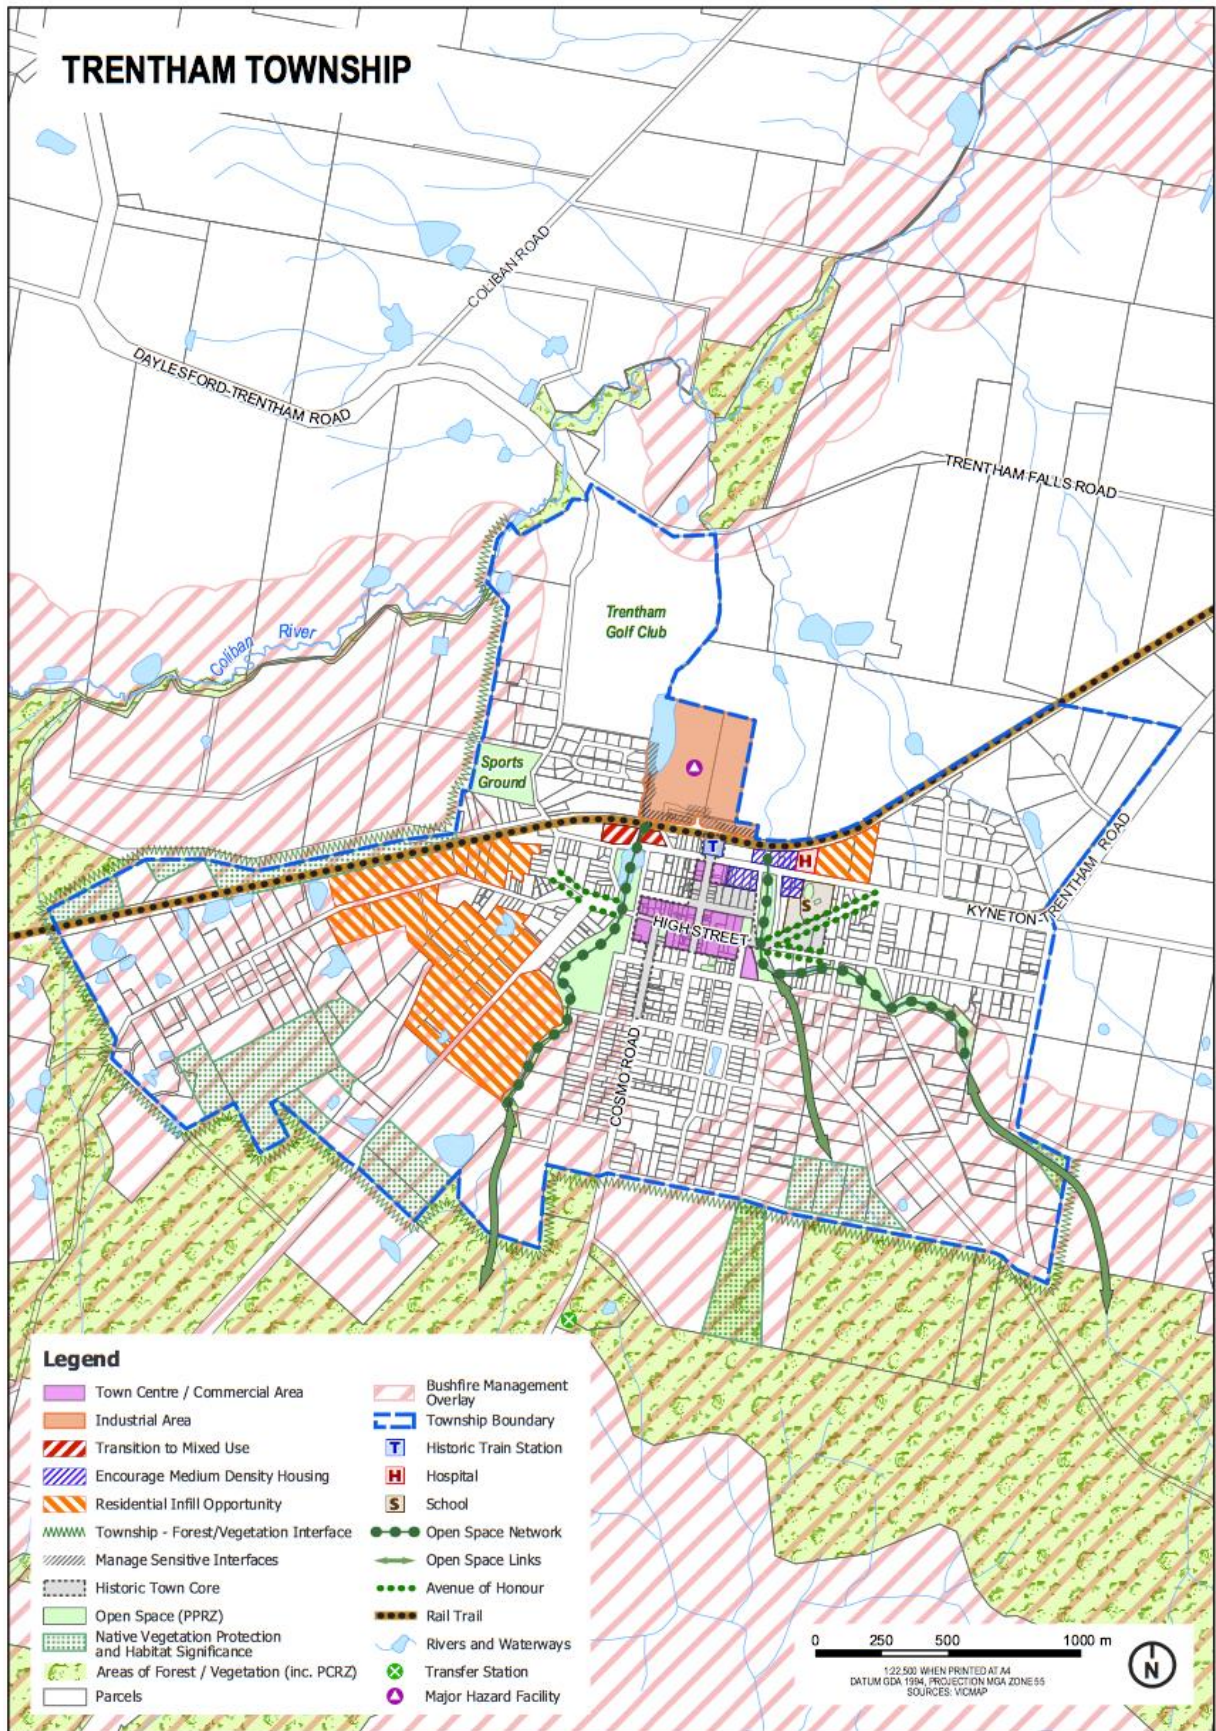 TRENTHAM TOWNSHIP
COLIBAN ROAD
DAYLESFORD-TRENTHAM ROAD
TRENTHAM FALLS ROAD
Trentham
Golf Club
Coliban River
Sports
Ground
T
H
S
HIGH STREET
KYNETON-TRENTHAM ROAD
COSMO ROAD
Legend
Town Centre / Commercial Area
Industrial Area
Transition to Mixed Use
Encourage Medium Density Housing
Residential Infill Opportunity
Township - Forest/Vegetation Interface
Manage Sensitive Interfaces
Historic Town Core
Open Space (PPRZ)
Native Vegetation Protection
and Habitat Significance
Areas of Forest / Vegetation (inc. PCRZ)
Parcels
Bushfire Management
Overlay
Township Boundary
T Historic Train Station
H Hospital
S School
Open Space Network
Open Space Links
Avenue of Honour
Rail Trail
Rivers and Waterways
Transfer Station
Major Hazard Facility
0 250 500 1000 m
1:22,500 WHEN PRINTED AT A4
DATUM GDA 1994, PROJECTION MGA ZONE 55
SOURCES: VICMAP
N